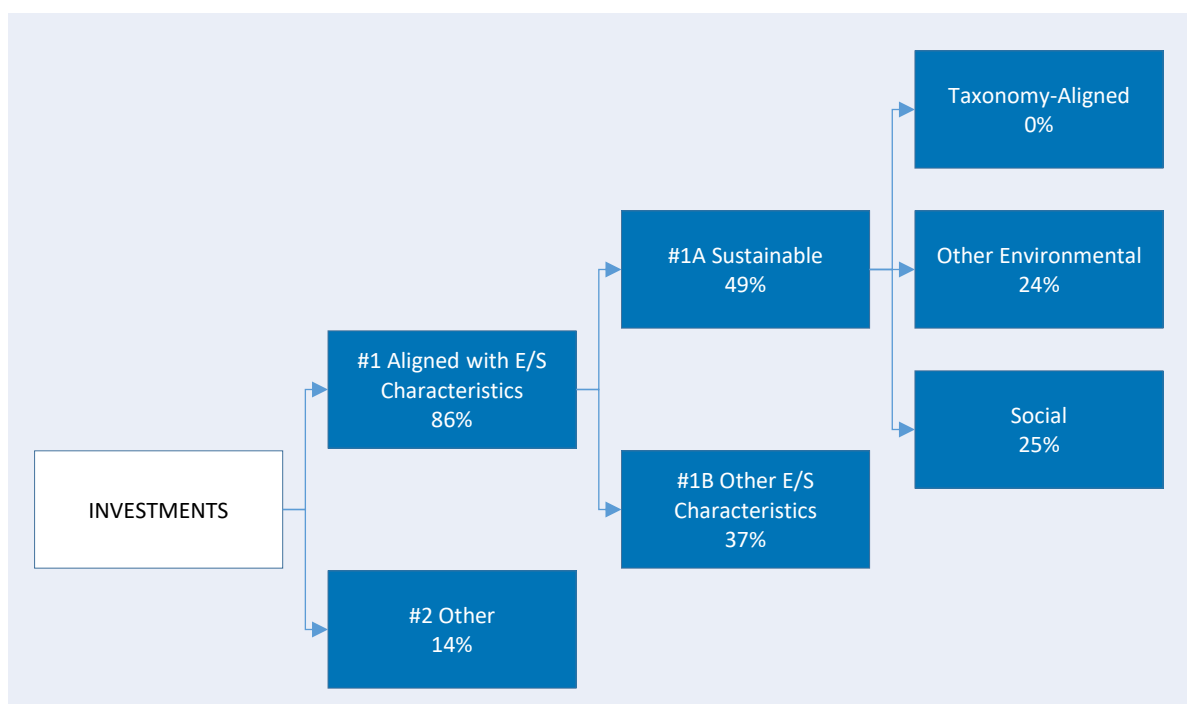 INVESTMENTS
#1 Aligned with E/S
Characteristics
86%
#2 Other
14%
#1A Sustainable
49%
#1B Other E/S
Characteristics
37%
Taxonomy-Aligned
0%
Other Environmental
24%
Social
25%